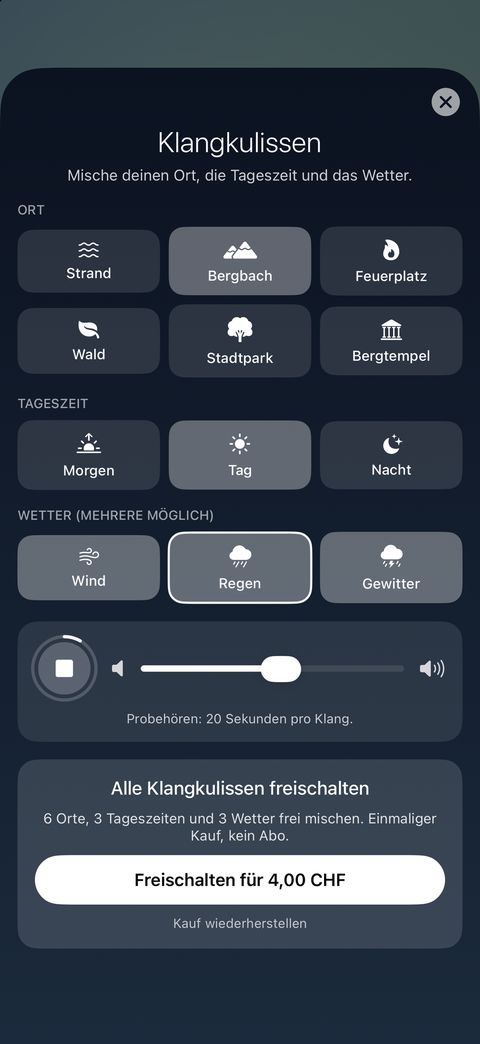 Klangkulissen
Mische deinen Ort, die Tageszeit und das Wetter.
ORT
Strand
Bergbach
Feuerplatz
Wald
Stadtpark
Bergtempel
TAGESZEIT
Morgen
Tag
Nacht
WETTER (MEHRERE MÖGLICH)
Wind
Regen
Gewitter
Probehören: 20 Sekunden pro Klang.
Alle Klangkulissen freischalten
6 Orte, 3 Tageszeiten und 3 Wetter frei mischen. Einmaliger
Kauf, kein Abo.
Freischalten für 4,00 CHF
Kauf wiederherstellen